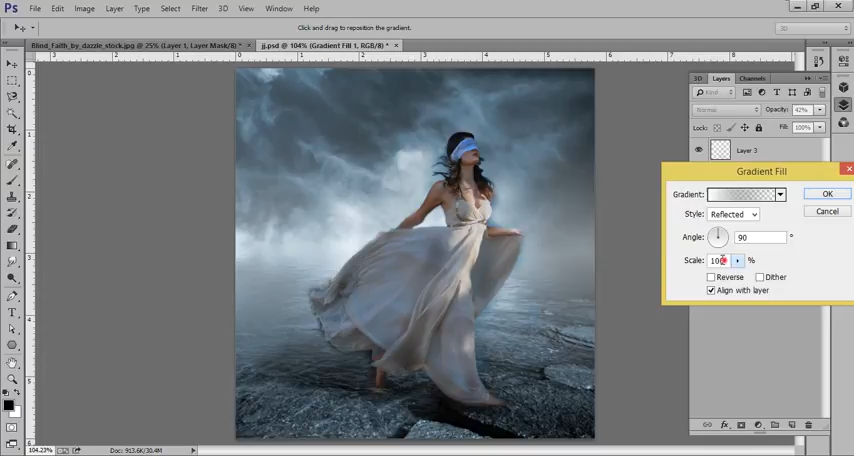 Ps File Edit Image Layer Type Select Filter 3D View Window Help
Click and drag to reposition the gradient.
3D
Blind_Faith_by_dazzle_stock.jpg @ 25% (Layer 1, Layer Mask/8) * ×
jj.psd @ 104% (Gradient Fill 1, RGB/8) * ×
3D Layers Channels
Kind
Normal Opacity: 42%
Lock: Fill: 100%
Layer 3
Gradient Fill
Gradient: OK
Style: Reflected Cancel
Angle: 90 °
Scale: %
Reverse Dither
Align with layer
104.23% Doc: 913.6K/30.4M